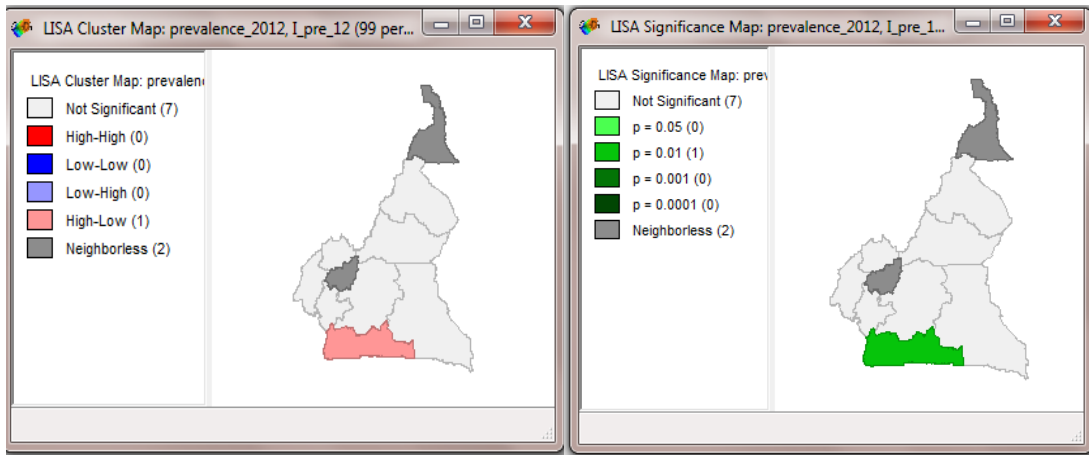 LISA Cluster Map: prevalence_2012, I_pre_12 (99 per...
LISA Cluster Map: prevalen
Not Significant (7)
High-High (0)
Low-Low (0)
Low-High (0)
High-Low (1)
Neighborless (2)
LISA Significance Map: prevalence_2012, I_pre_1...
LISA Significance Map: prev
Not Significant (7)
p = 0.05 (0)
p = 0.01 (1)
p = 0.001 (0)
p = 0.0001 (0)
Neighborless (2)